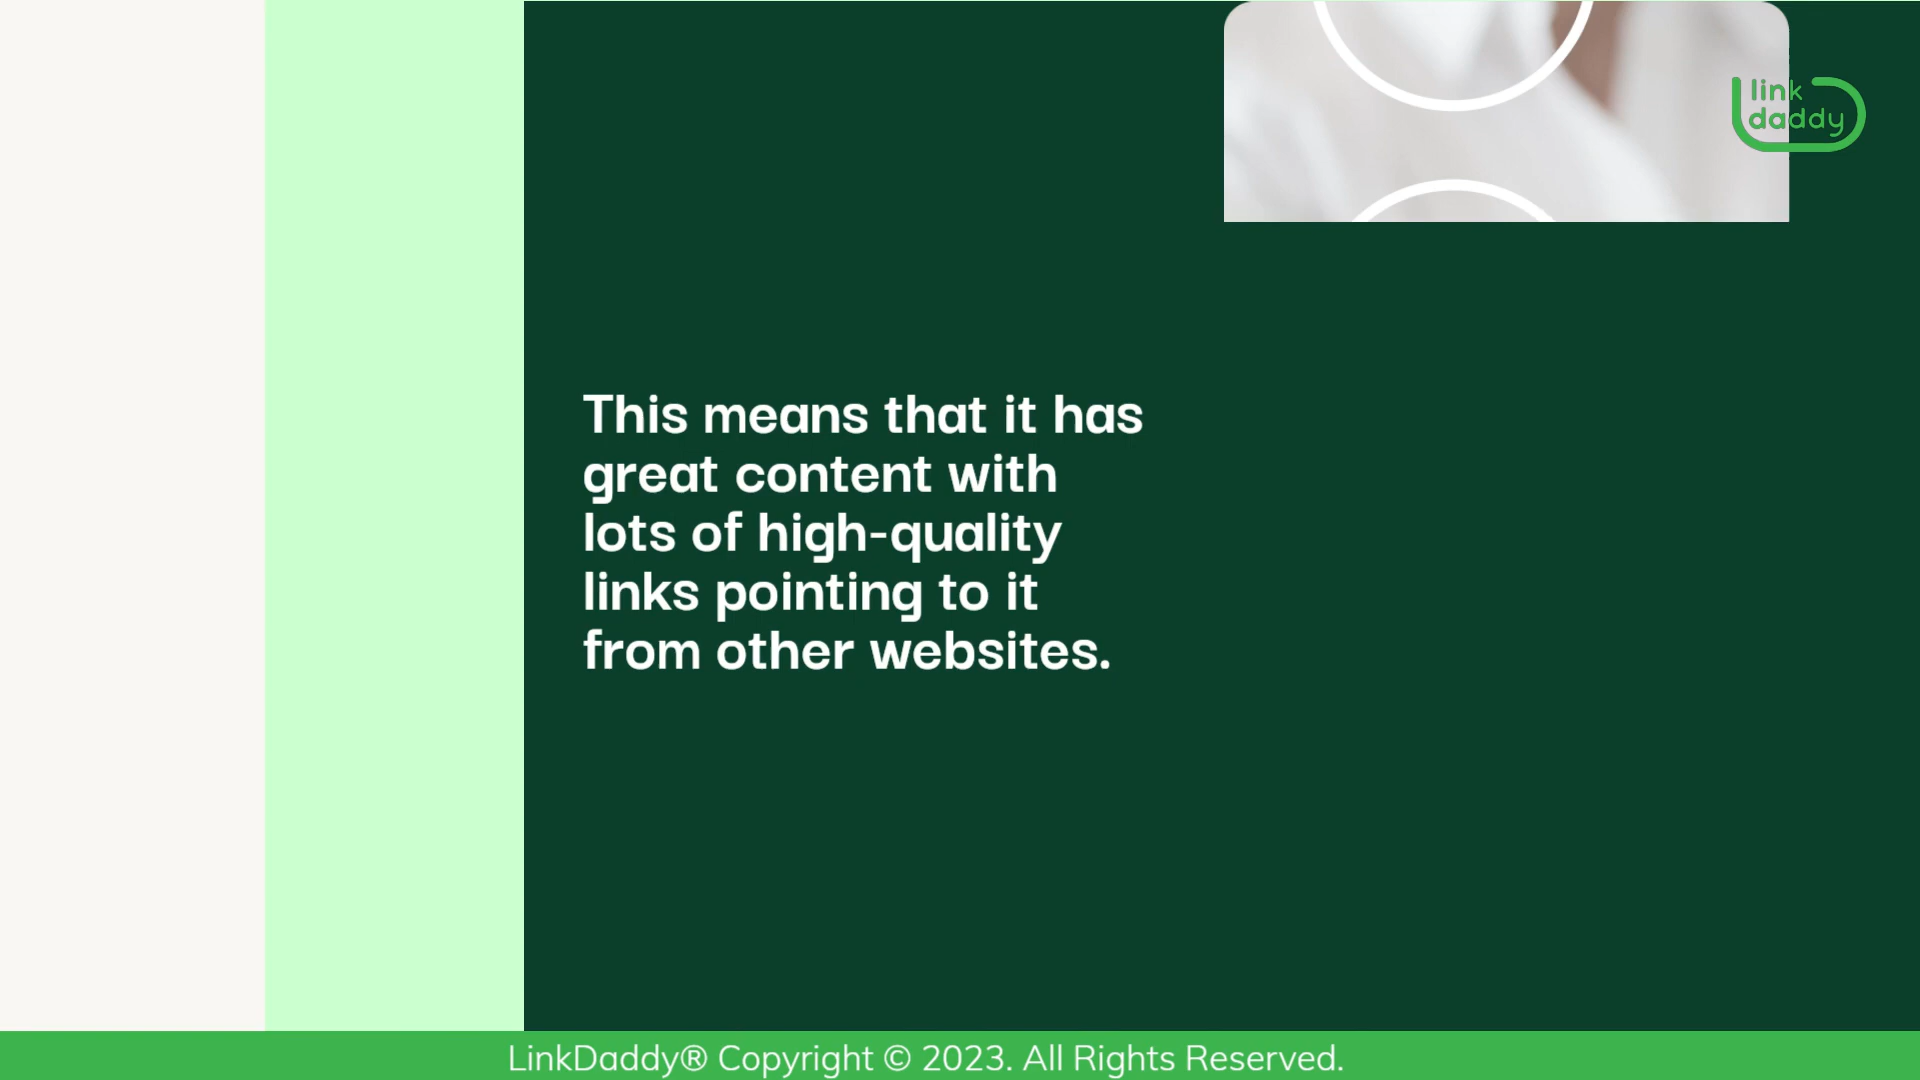 link
daddy
This means that it has
great content with
lots of high-quality
links pointing to it
from other websites.
LinkDaddy® Copyright © 2023. All Rights Reserved.